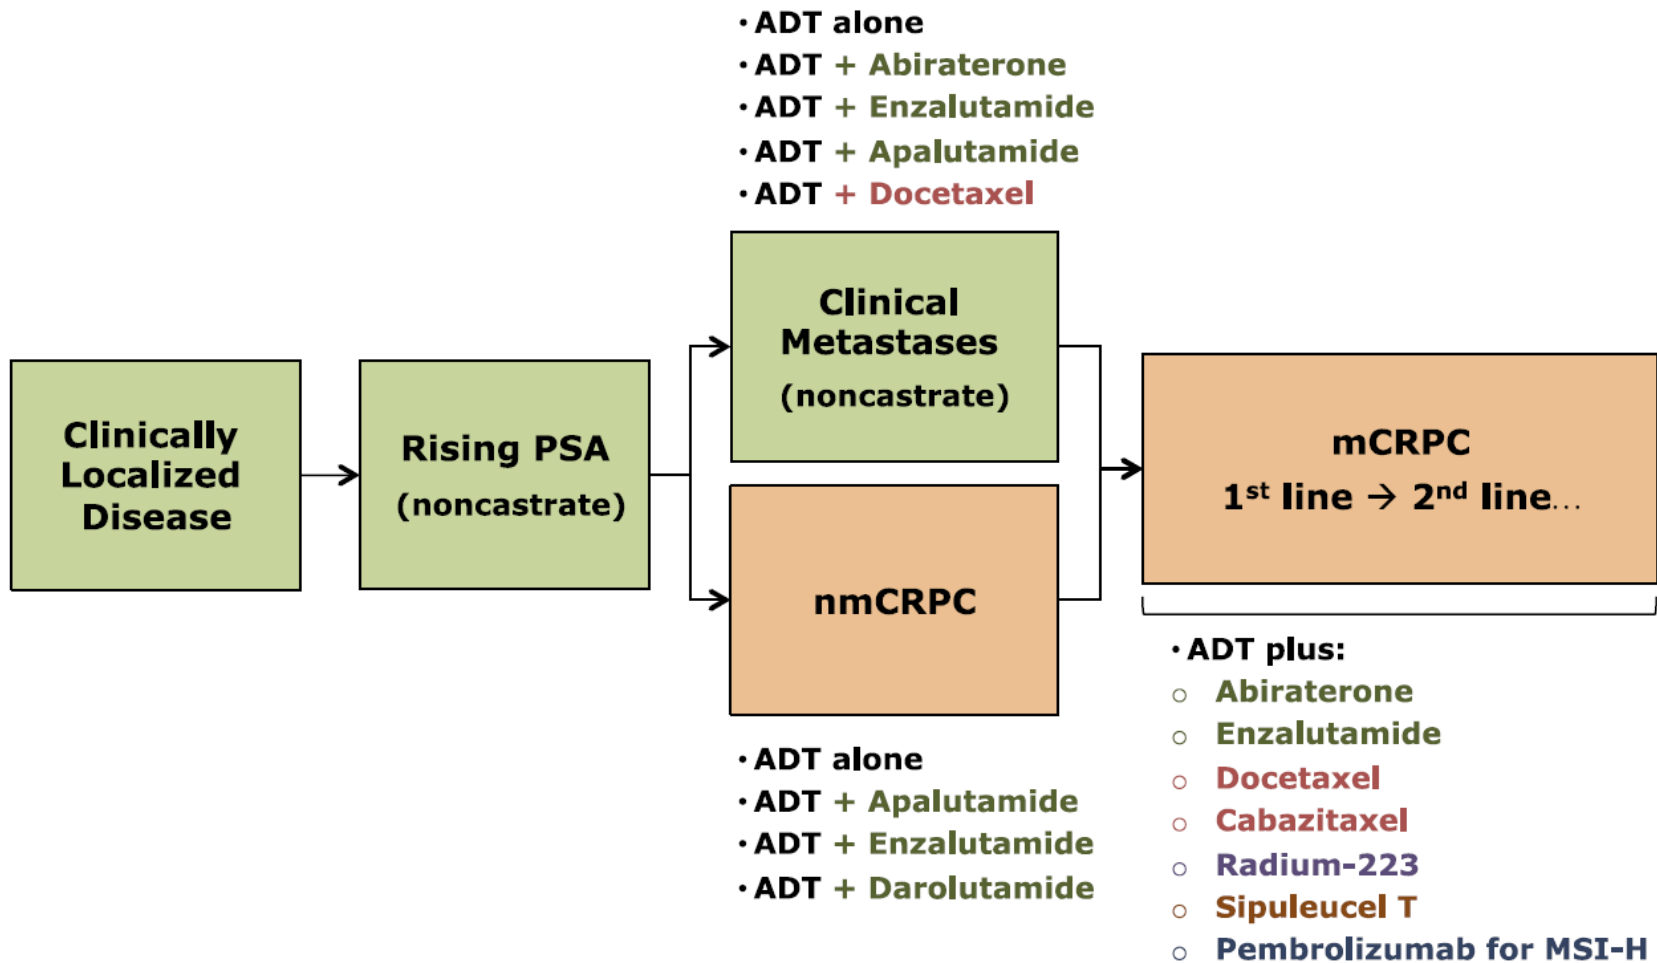 · ADT alone
· ADT + Abiraterone
· ADT + Enzalutamide
· ADT + Apalutamide
· ADT + Docetaxel
Clinically
Localized
Disease
Rising PSA
(noncastrate)
Clinical
Metastases
(noncastrate)
nmCRPC
· ADT alone
· ADT + Apalutamide
· ADT + Enzalutamide
· ADT + Darolutamide
mCRPC
1st line → 2nd line...
· ADT plus:
○ Abiraterone
○ Enzalutamide
○ Docetaxel
○ Cabazitaxel
○ Radium-223
○ Sipuleucel T
○ Pembrolizumab for MSI-H